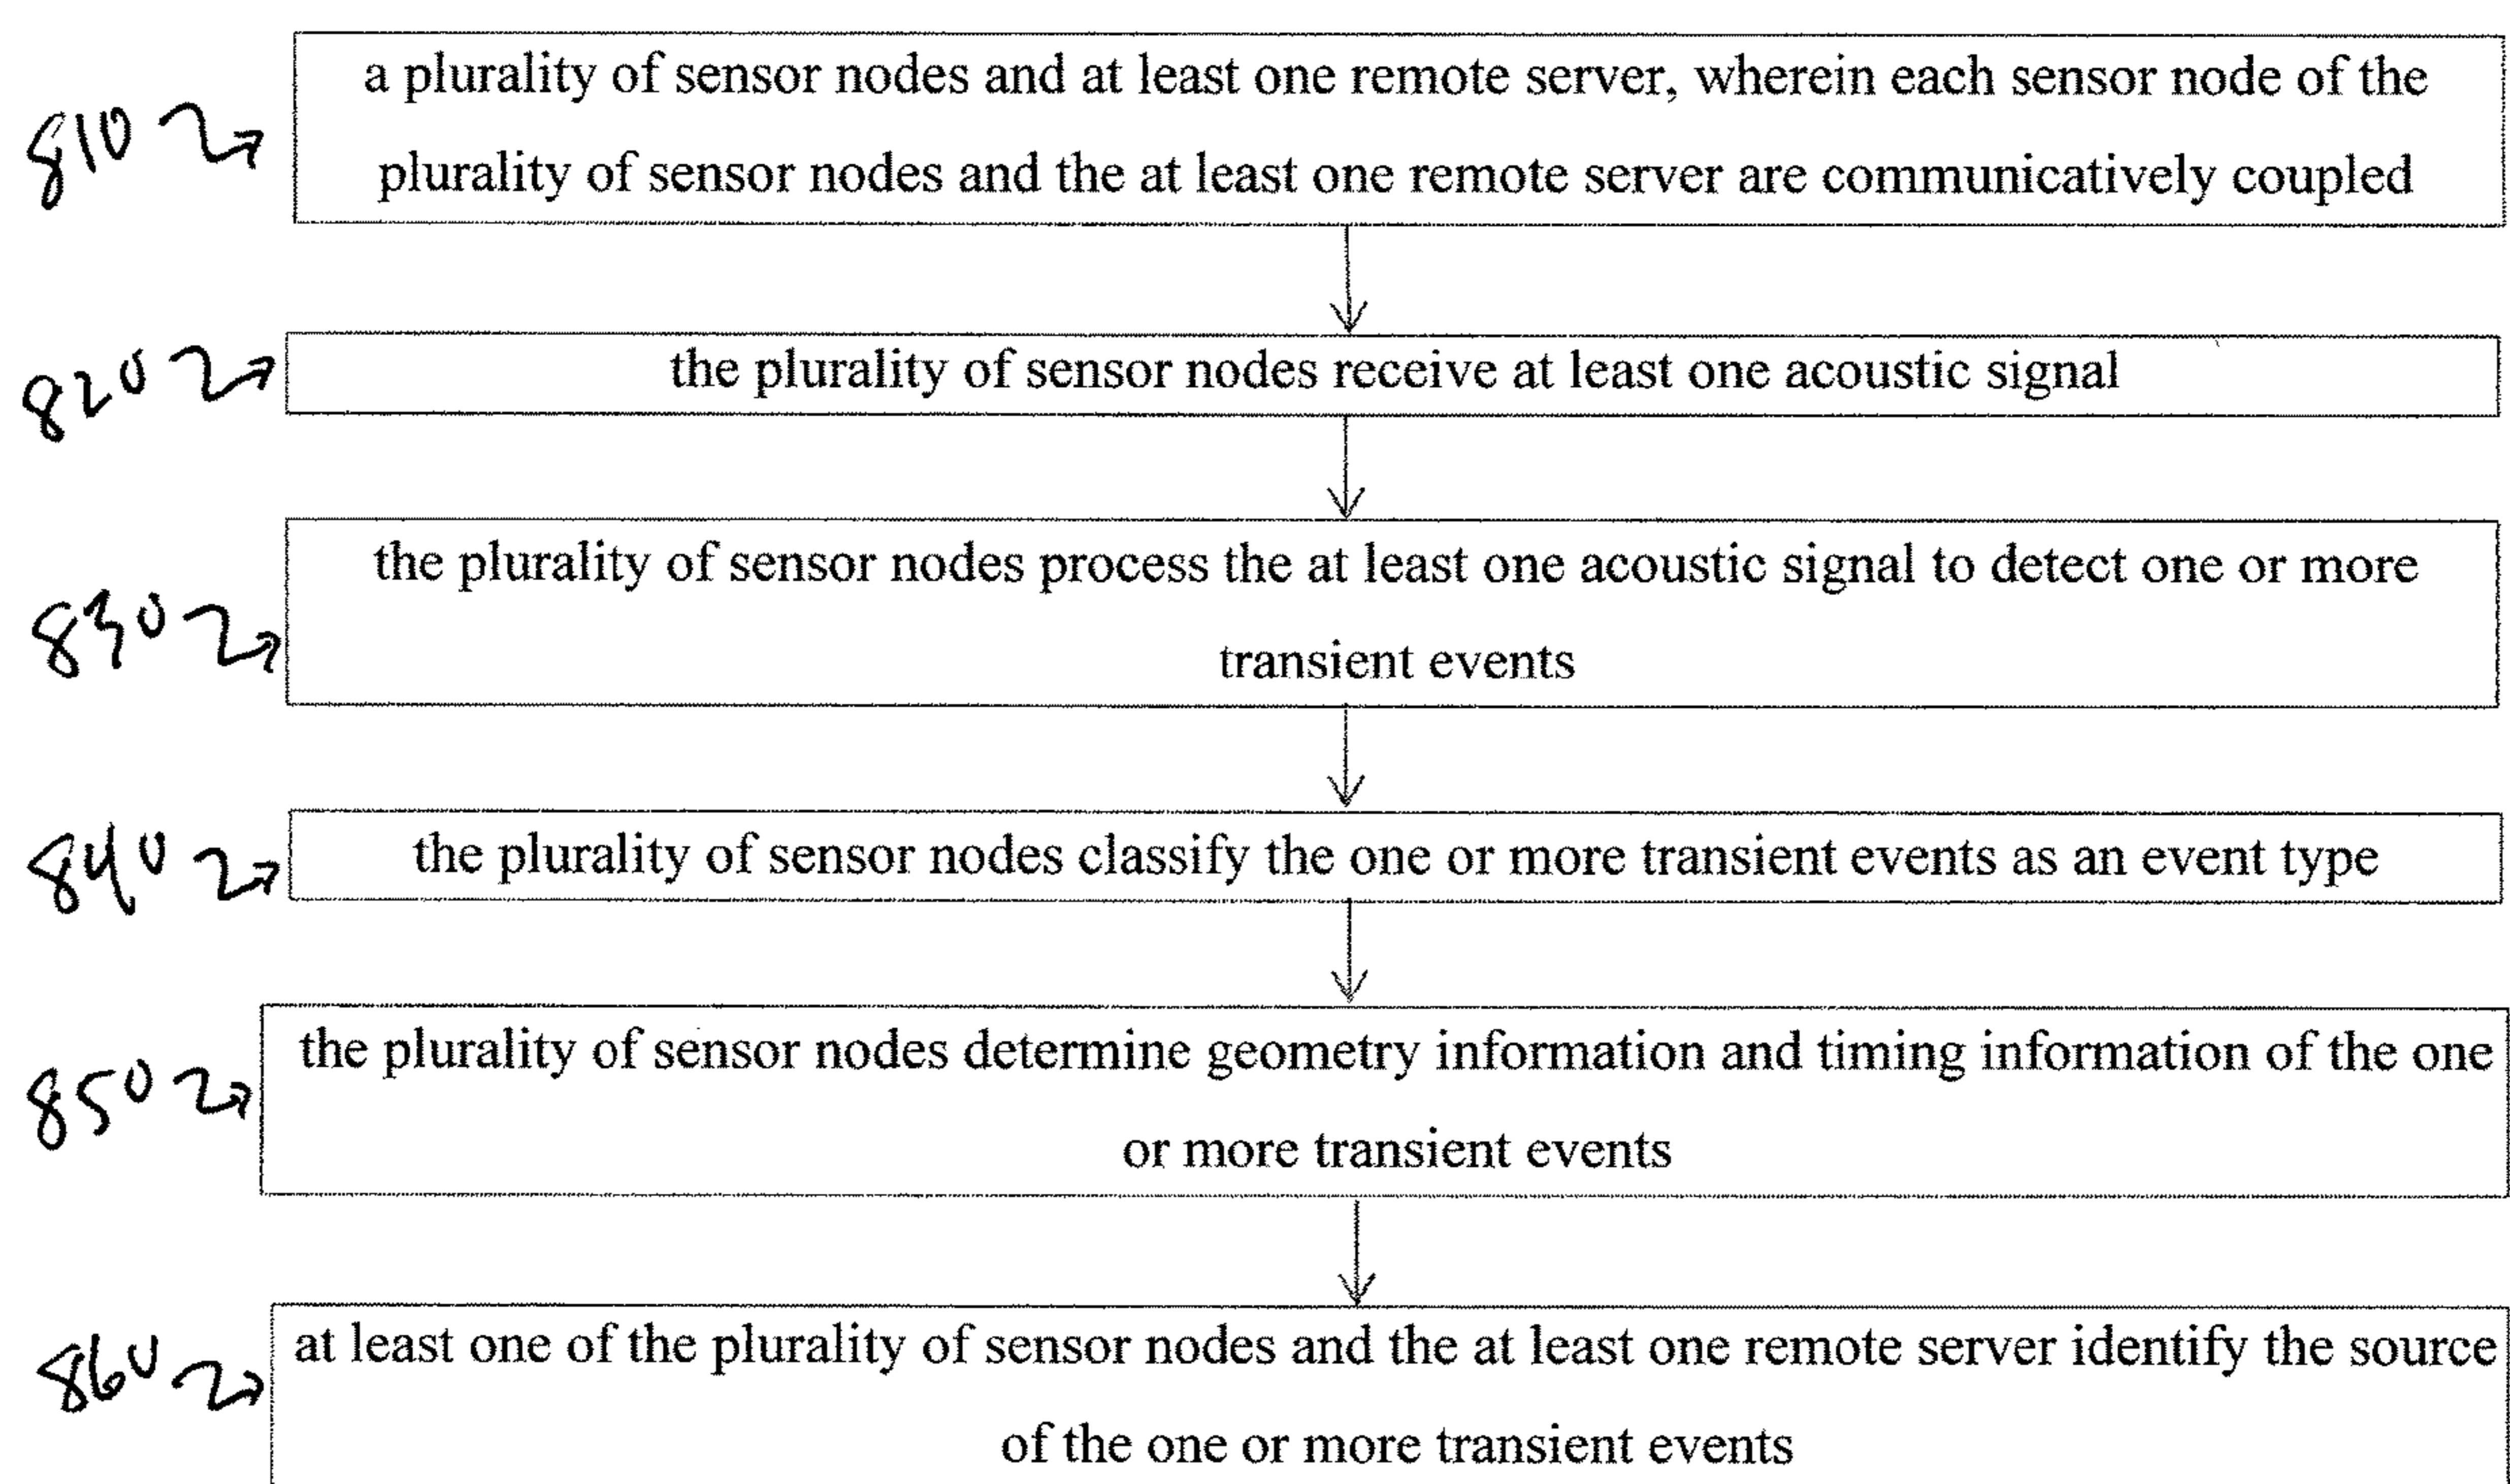 810
a plurality of sensor nodes and at least one remote server, wherein each sensor node of the
plurality of sensor nodes and the at least one remote server are communicatively coupled
820
the plurality of sensor nodes receive at least one acoustic signal
830
the plurality of sensor nodes process the at least one acoustic signal to detect one or more
transient events
840
the plurality of sensor nodes classify the one or more transient events as an event type
850
the plurality of sensor nodes determine geometry information and timing information of the one
or more transient events
860
at least one of the plurality of sensor nodes and the at least one remote server identify the source
of the one or more transient events